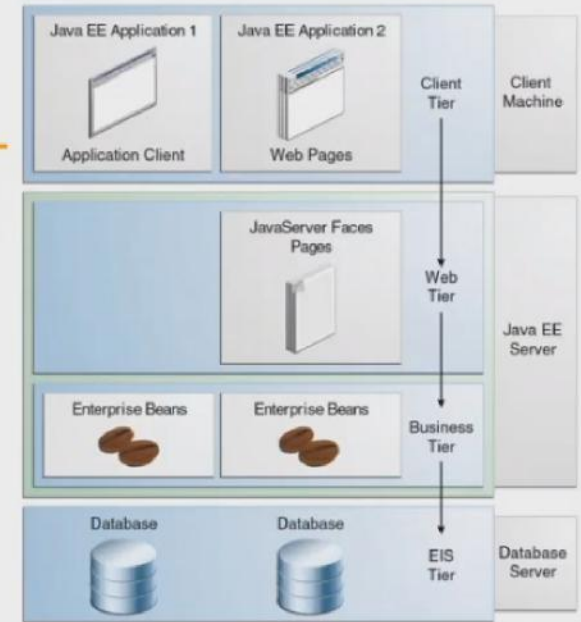 Java EE Application 1
Java EE Application 2
Application Client
Web Pages
Client
Tier
Client
Machine
JavaServer Faces
Pages
Web
Tier
Java EE
Server
Enterprise Beans
Enterprise Beans
Business
Tier
Database
Database
EIS
Tier
Database
Server